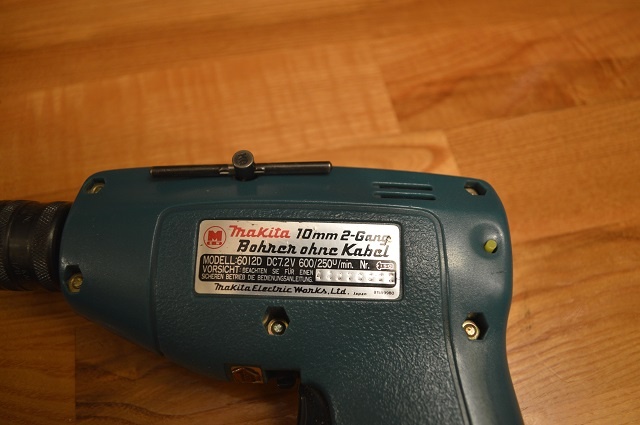 M
makita 10mm 2-Gang
Bohrer ohne Kabel
MODELL:6012D DC7.2V 600/250U/min. Nr.
VORSICHT: BEACHTEN SIE FÜR EINEN
SICHEREN BETRIEB DIE BEDIENUNGSANLEITUNG
Makita Electric Works, Ltd. Japan